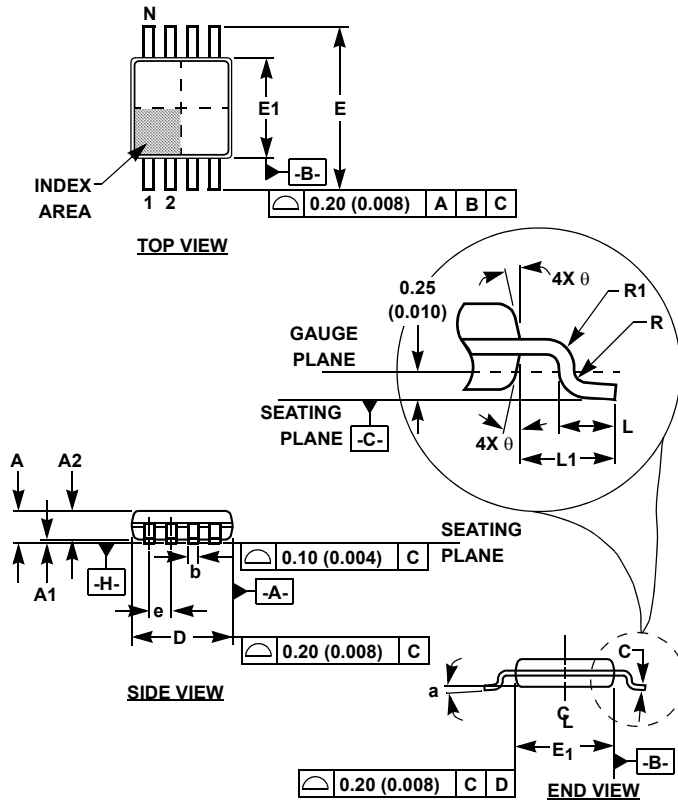 N
E1
E
-B-
INDEX
AREA
1 2
0.20 (0.008) A B C
TOP VIEW
0.25
(0.010)
4X θ
R1
R
GAUGE
PLANE
SEATING
PLANE
-C-
4X θ
L
L1
A
A2
SEATING
PLANE
A1
-H-
b
0.10 (0.004) C
-A-
e
D
0.20 (0.008) C
SIDE VIEW
C
a
CL
E1
-B-
0.20 (0.008) C D
END VIEW